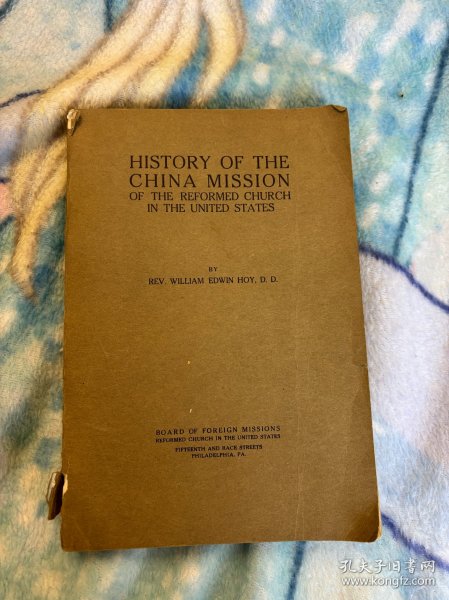 HISTORY OF THE
CHINA MISSION
OF THE REFORMED CHURCH
IN THE UNITED STATES
BY
REV. WILLIAM EDWIN HOY, D. D.
BOARD OF FOREIGN MISSIONS
REFORMED CHURCH IN THE UNITED STATES
FIFTEENTH AND RACE STREETS
PHILADELPHIA, PA.
孔夫子旧书网
www.kongfz.com